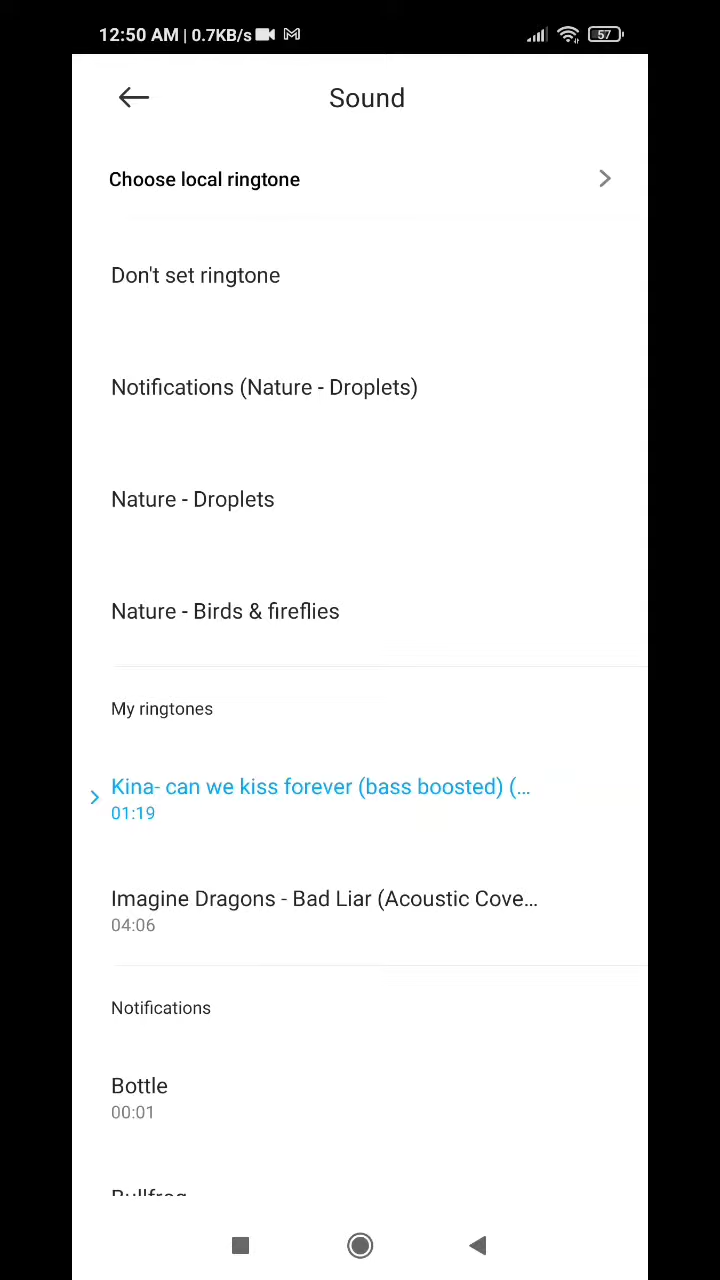 12:50 AM | 0.7KB/s 57
Sound
Choose local ringtone
Don't set ringtone
Notifications (Nature - Droplets)
Nature - Droplets
Nature - Birds & fireflies
My ringtones
Kina- can we kiss forever (bass boosted) (...
01:19
Imagine Dragons - Bad Liar (Acoustic Cove...
04:06
Notifications
Bottle
00:01
Bullfrog